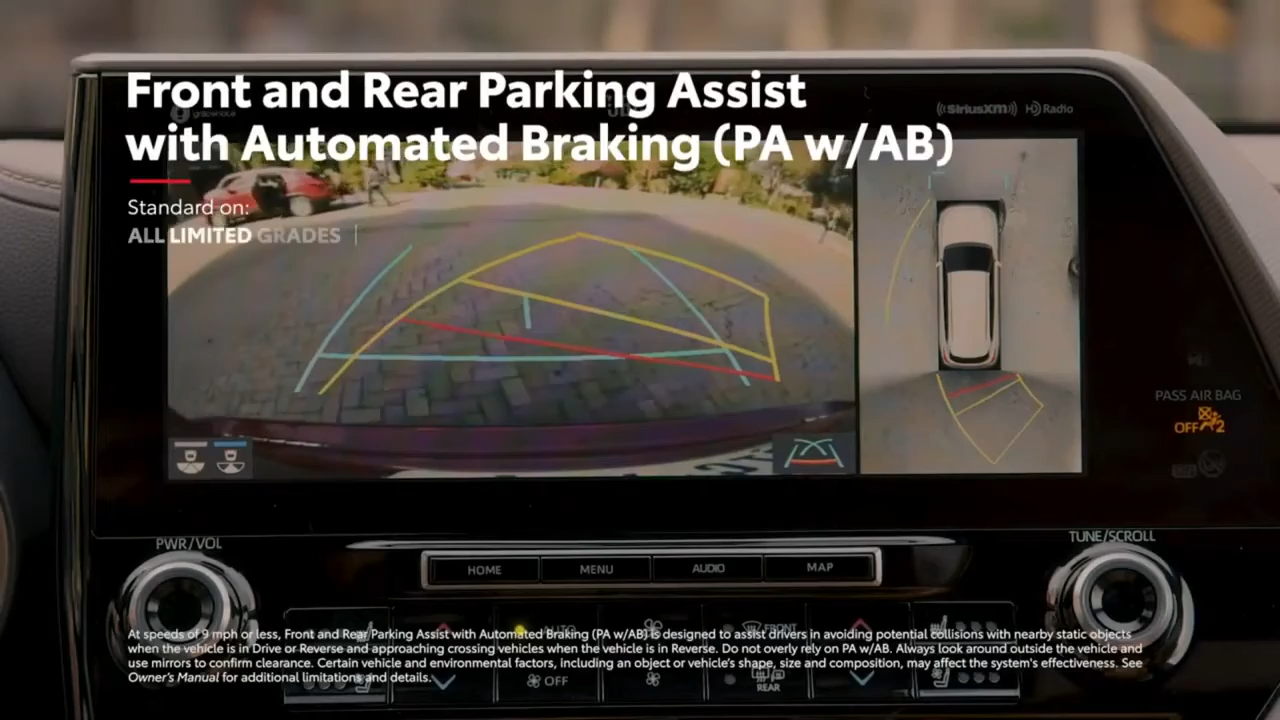 Front and Rear Parking Assist
with Automated Braking (PA w/AB)
Standard on:
ALL LIMITED GRADES
SiriusXM HD Radio
PASS AIR BAG
OFF 2
PWR/VOL
TUNE/SCROLL
HOME MENU AUDIO MAP
AUTO FRONT
At speeds of 9 mph or less, Front and Rear Parking Assist with Automated Braking (PA w/AB) is designed to assist drivers in avoiding potential collisions with nearby static objects
when the vehicle is in Drive or Reverse and approaching crossing vehicles when the vehicle is in Reverse. Do not overly rely on PA w/AB. Always look around outside the vehicle and
use mirrors to confirm clearance. Certain vehicle and environmental factors, including an object or vehicle's shape, size and composition, may affect the system's effectiveness. See
Owner's Manual for additional limitations and details.
OFF
REAR